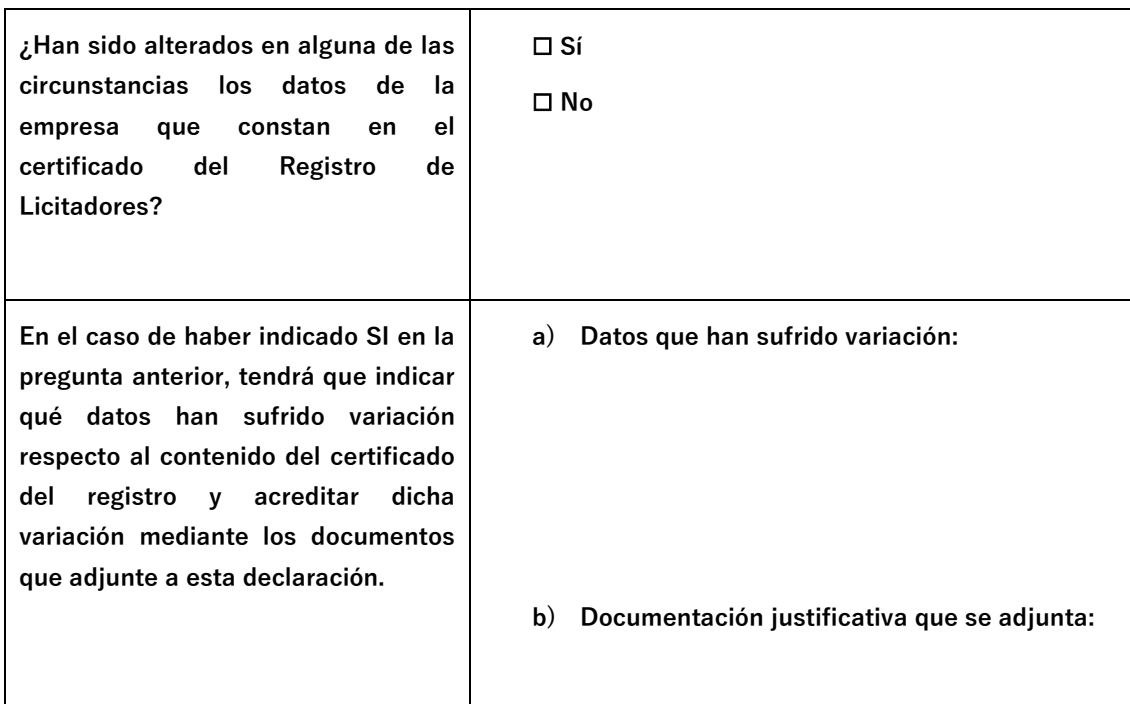 ¿Han sido alterados en alguna de las
circunstancias los datos de la
empresa que constan en el
certificado del Registro de
Licitadores?
☐ Sí
☐ No
En el caso de haber indicado SI en la
pregunta anterior, tendrá que indicar
qué datos han sufrido variación
respecto al contenido del certificado
del registro y acreditar dicha
variación mediante los documentos
que adjunte a esta declaración.
a) Datos que han sufrido variación:
b) Documentación justificativa que se adjunta: